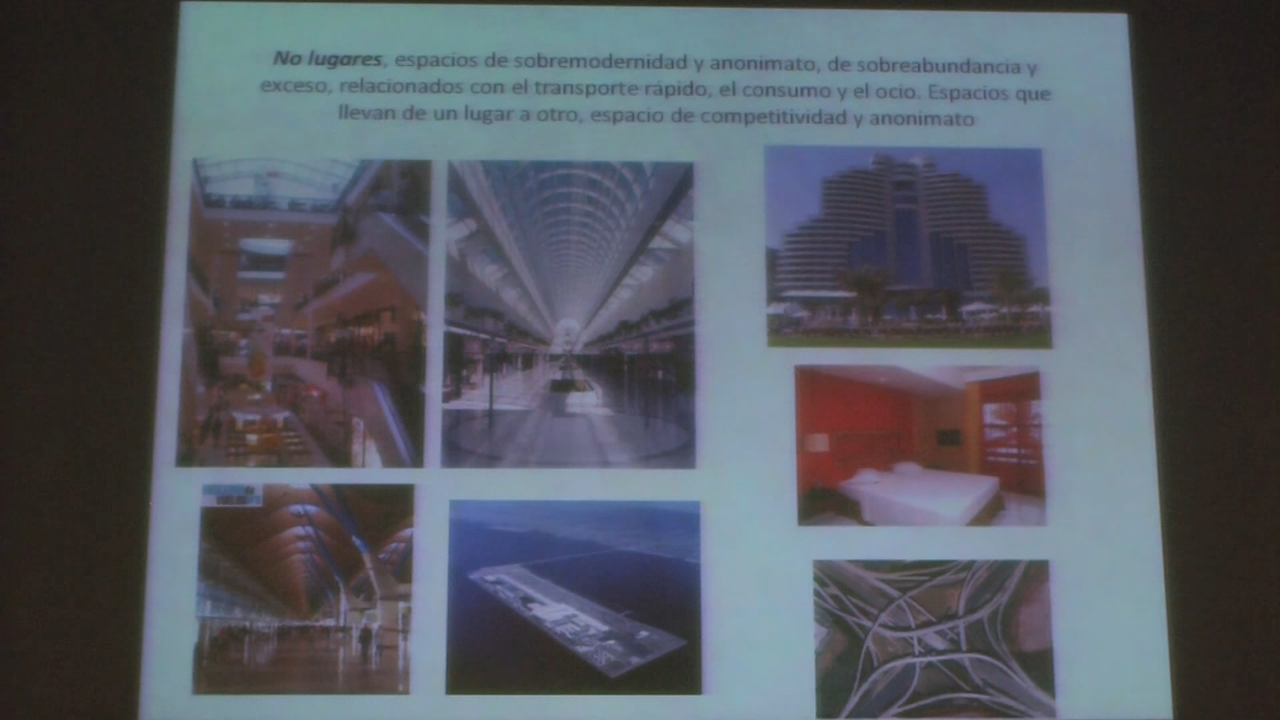 No lugares, espacios de sobremodernidad y anonimato, de sobreabundancia y
exceso, relacionados con el transporte rápido, el consumo y el ocio. Espacios que
llevan de un lugar a otro, espacio de competitividad y anonimato